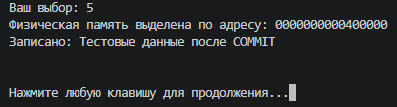 Ваш выбор: 5
Физическая память выделена по адресу: 0000000000400000
Записано: Тестовые данные после COMMIT
Нажмите любую клавишу для продолжения...